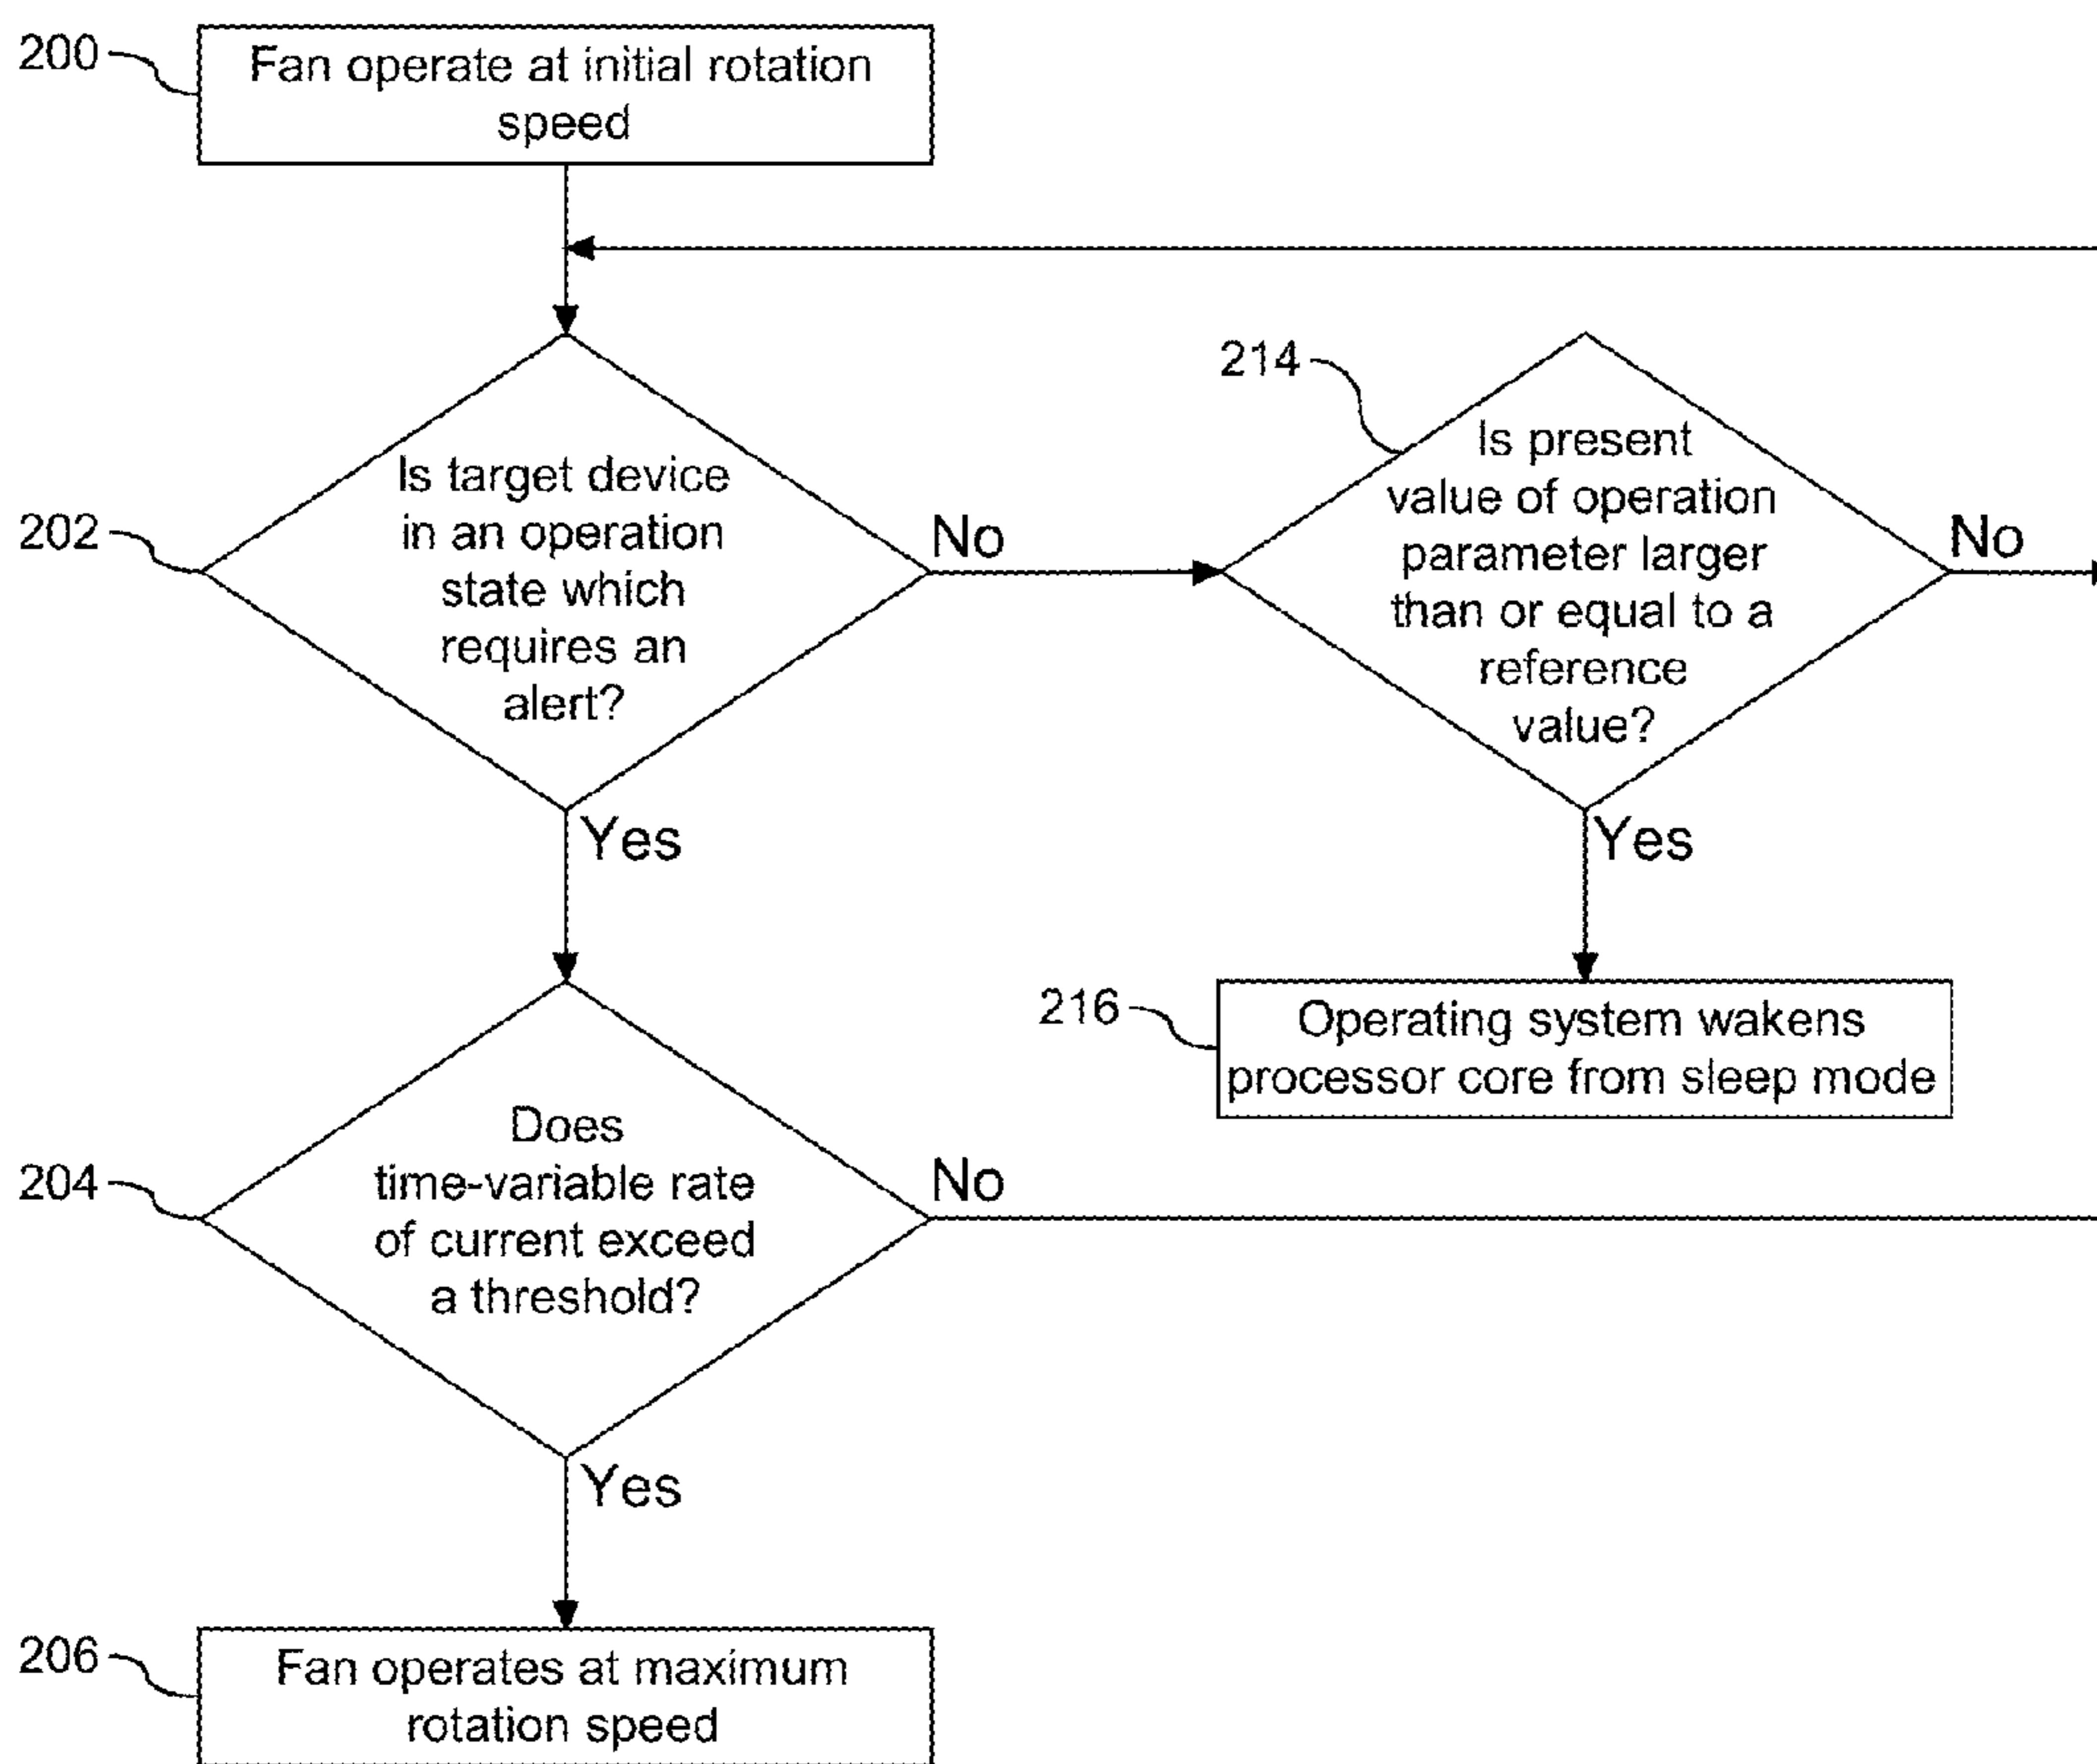 200
Fan operate at initial rotation
speed
202
Is target device
in an operation
state which
requires an
alert?
No
Yes
214
Is present
value of operation
parameter larger
than or equal to a
reference
value?
No
Yes
216
Operating system wakens
processor core from sleep mode
204
Does
time-variable rate
of current exceed
a threshold?
No
Yes
206
Fan operates at maximum
rotation speed